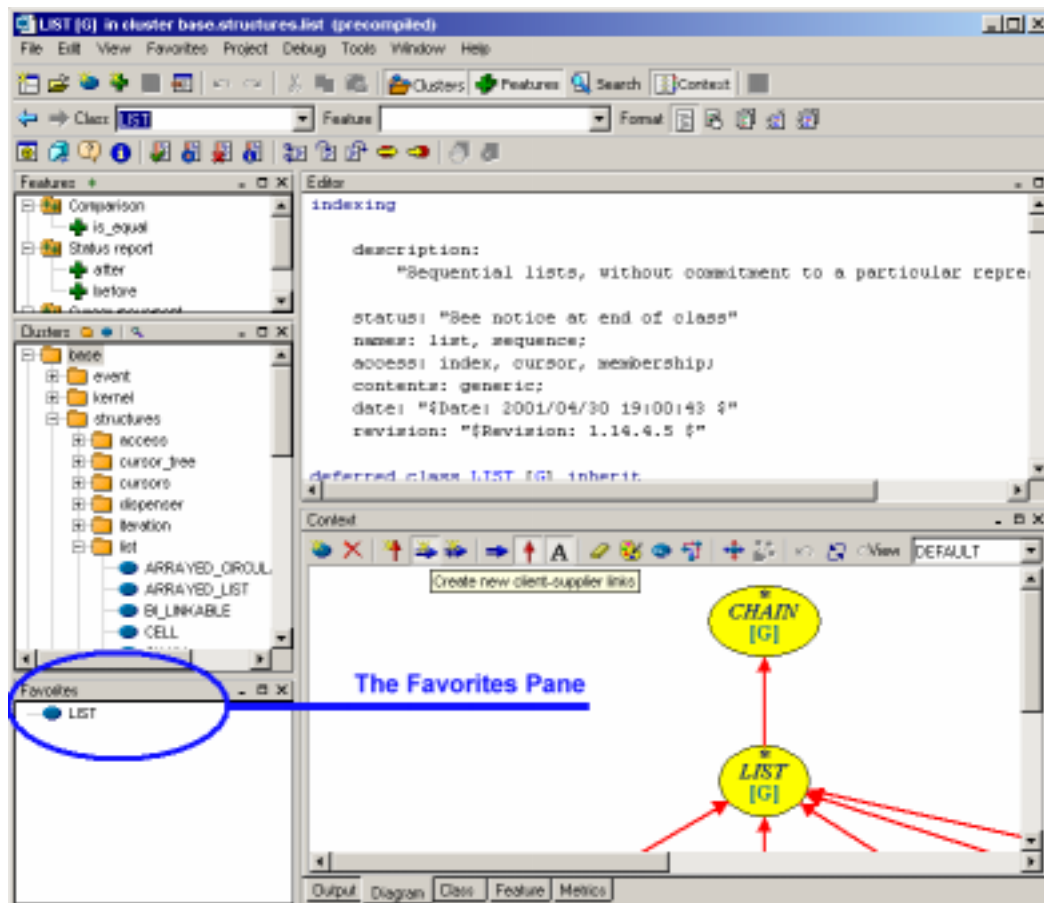 LIST [G] in cluster base.structures.list (precompiled)
File Edit View Favorites Project Debug Tools Window Help
Clusters Features Search Context
Class LIST Feature Format
Features
Comparison
is_equal
Status report
after
before
Cursor movement
Clusters
base
event
kernel
structures
access
cursor_tree
cursors
dispenser
iteration
list
ARRAYED_CIRCUL
ARRAYED_LIST
BI_LINKABLE
CELL
Favorites
LIST
Editor
indexing
description:
"Sequential lists, without commitment to a particular repre
status: "See notice at end of class"
names: list, sequence;
access: index, cursor, membership;
contents: generic;
date: "$Date: 2001/04/30 19:00:43 $"
revision: "$Revision: 1.14.4.5 $"
deferred class LIST [G] inherit
Context
A View DEFAULT
Create new client-supplier links
CHAIN
[G]
The Favorites Pane
LIST
[G]
Output Diagram Class Feature Metrics